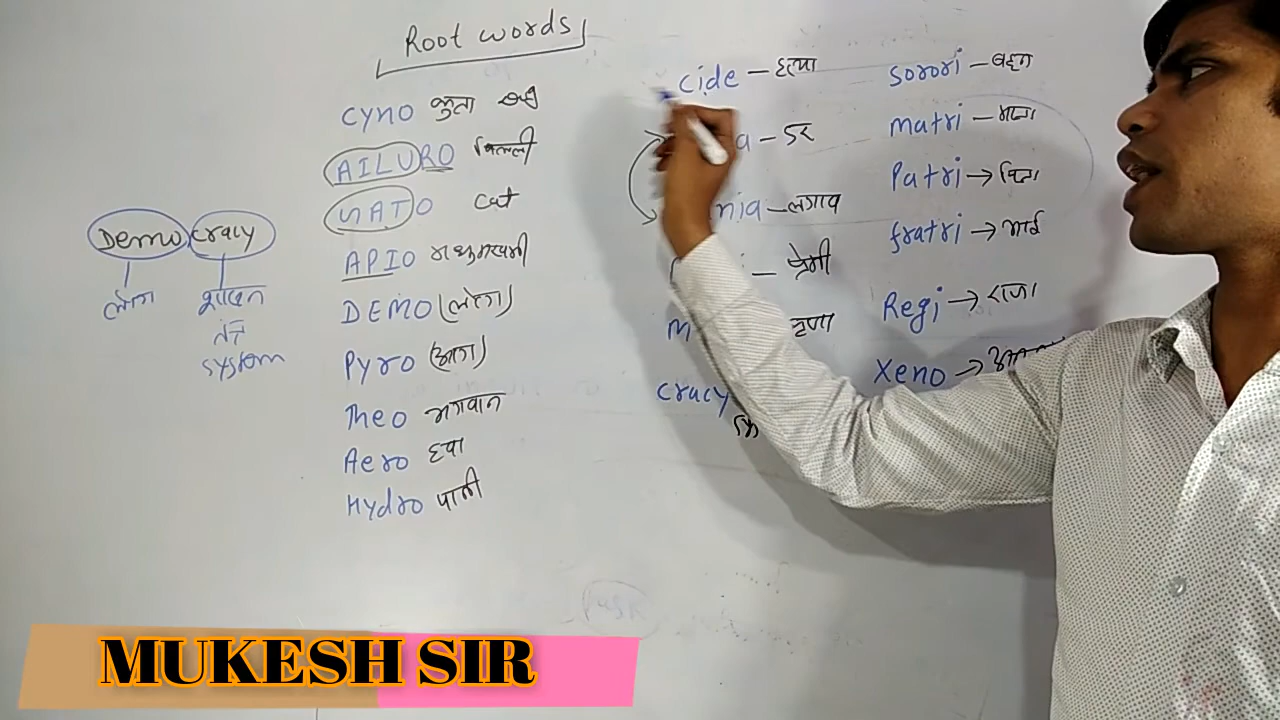 Root words
Cyno कुत्ता
AILURO बिल्ली
GATO Cat
APIO मधुमक्खी
DEMO (लोग)
Pyro (आग)
Theo भगवान
Aero हवा
Hydro पानी
Democracy
लोग शासन
तंत्र
system
cide – हत्या
a – डर
nia – लगाव
i – प्रेमी
M घृणा
cracy
sorori – बहन
matri – माता
Patri → पिता
fratri → भाई
Regi → राजा
Xeno →
MUKESH SIR